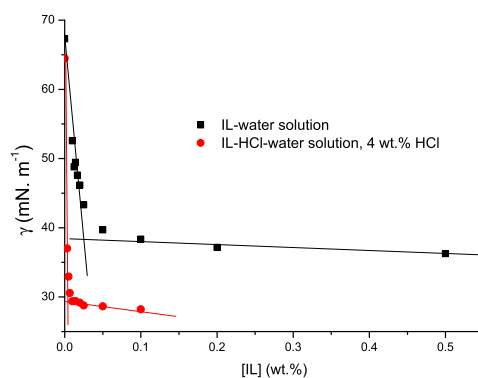 70
60
50
40
30
γ (mN. m⁻¹)
IL-water solution
IL-HCl-water solution, 4 wt.% HCl
0.0 0.1 0.2 0.3 0.4 0.5
[IL] (wt.%)